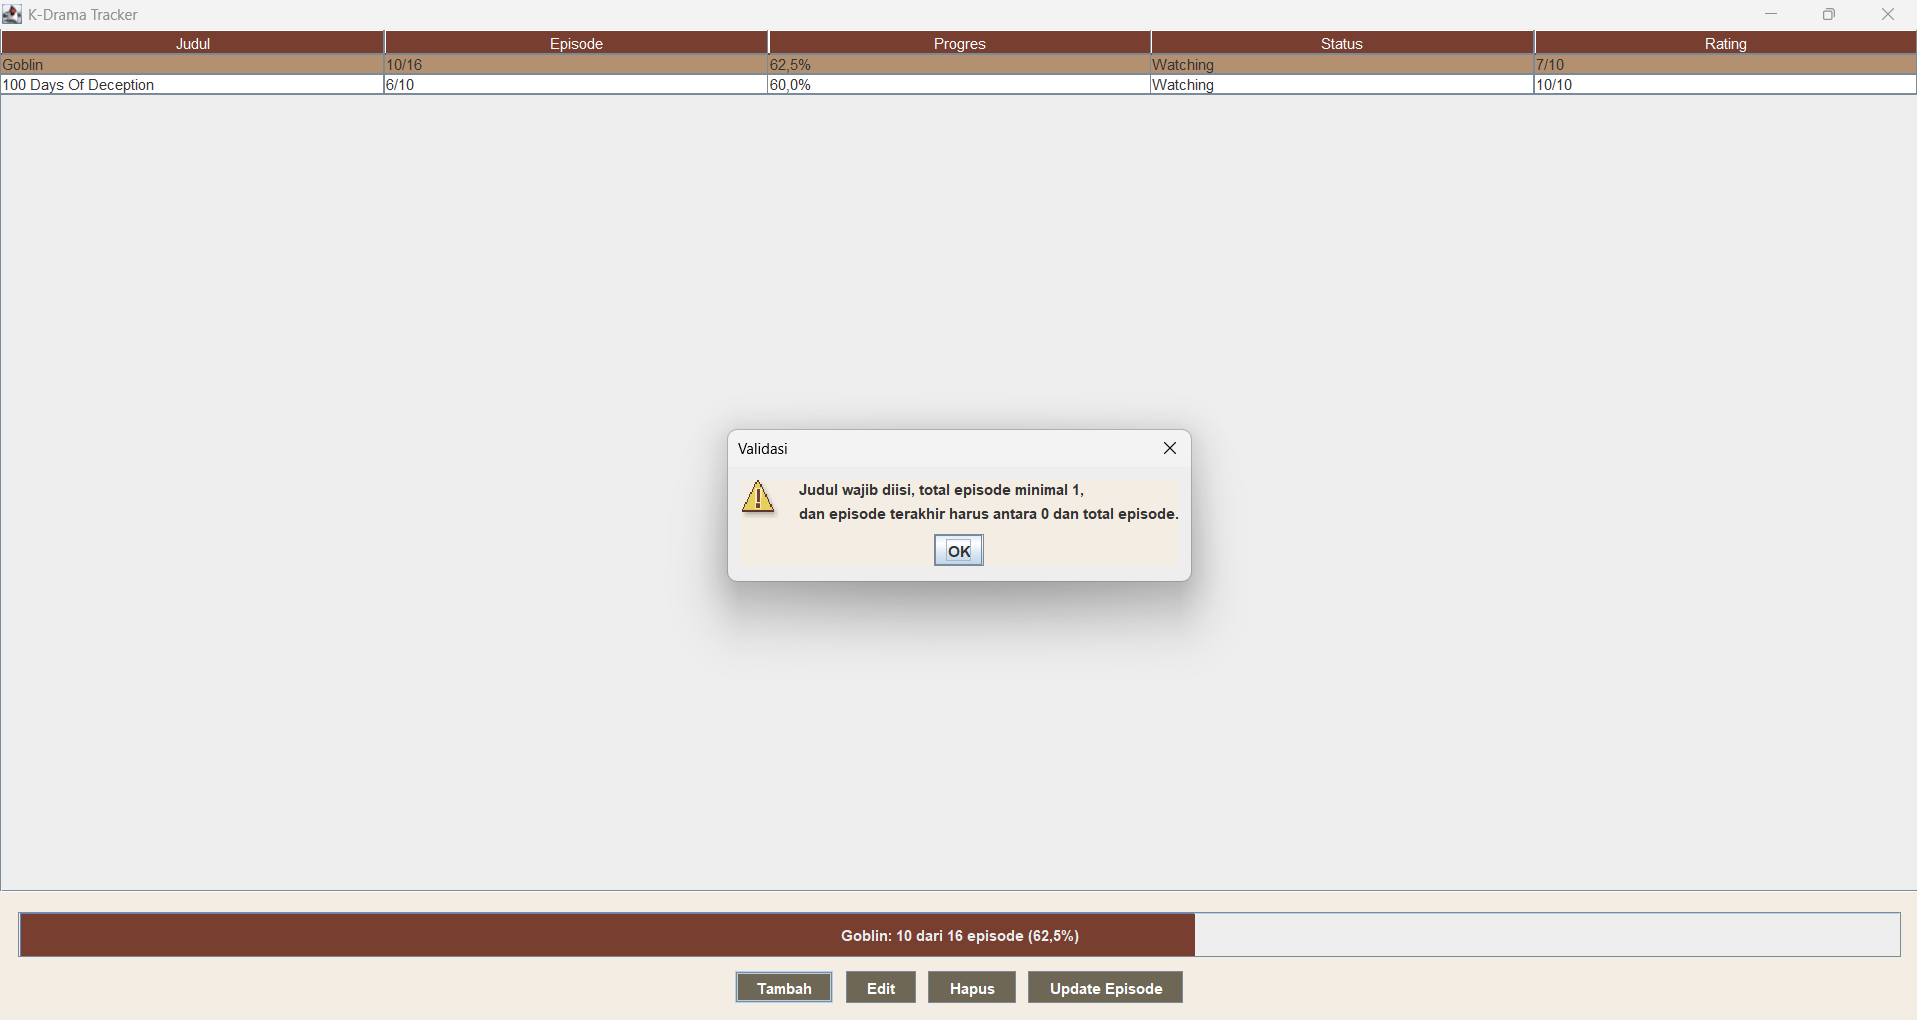 K-Drama Tracker
Judul Episode Progres Status Rating
Goblin 10/16 62,5% Watching 7/10
100 Days Of Deception 6/10 60,0% Watching 10/10
Validasi
Judul wajib diisi, total episode minimal 1,
dan episode terakhir harus antara 0 dan total episode.
OK
Goblin: 10 dari 16 episode (62,5%)
Tambah Edit Hapus Update Episode